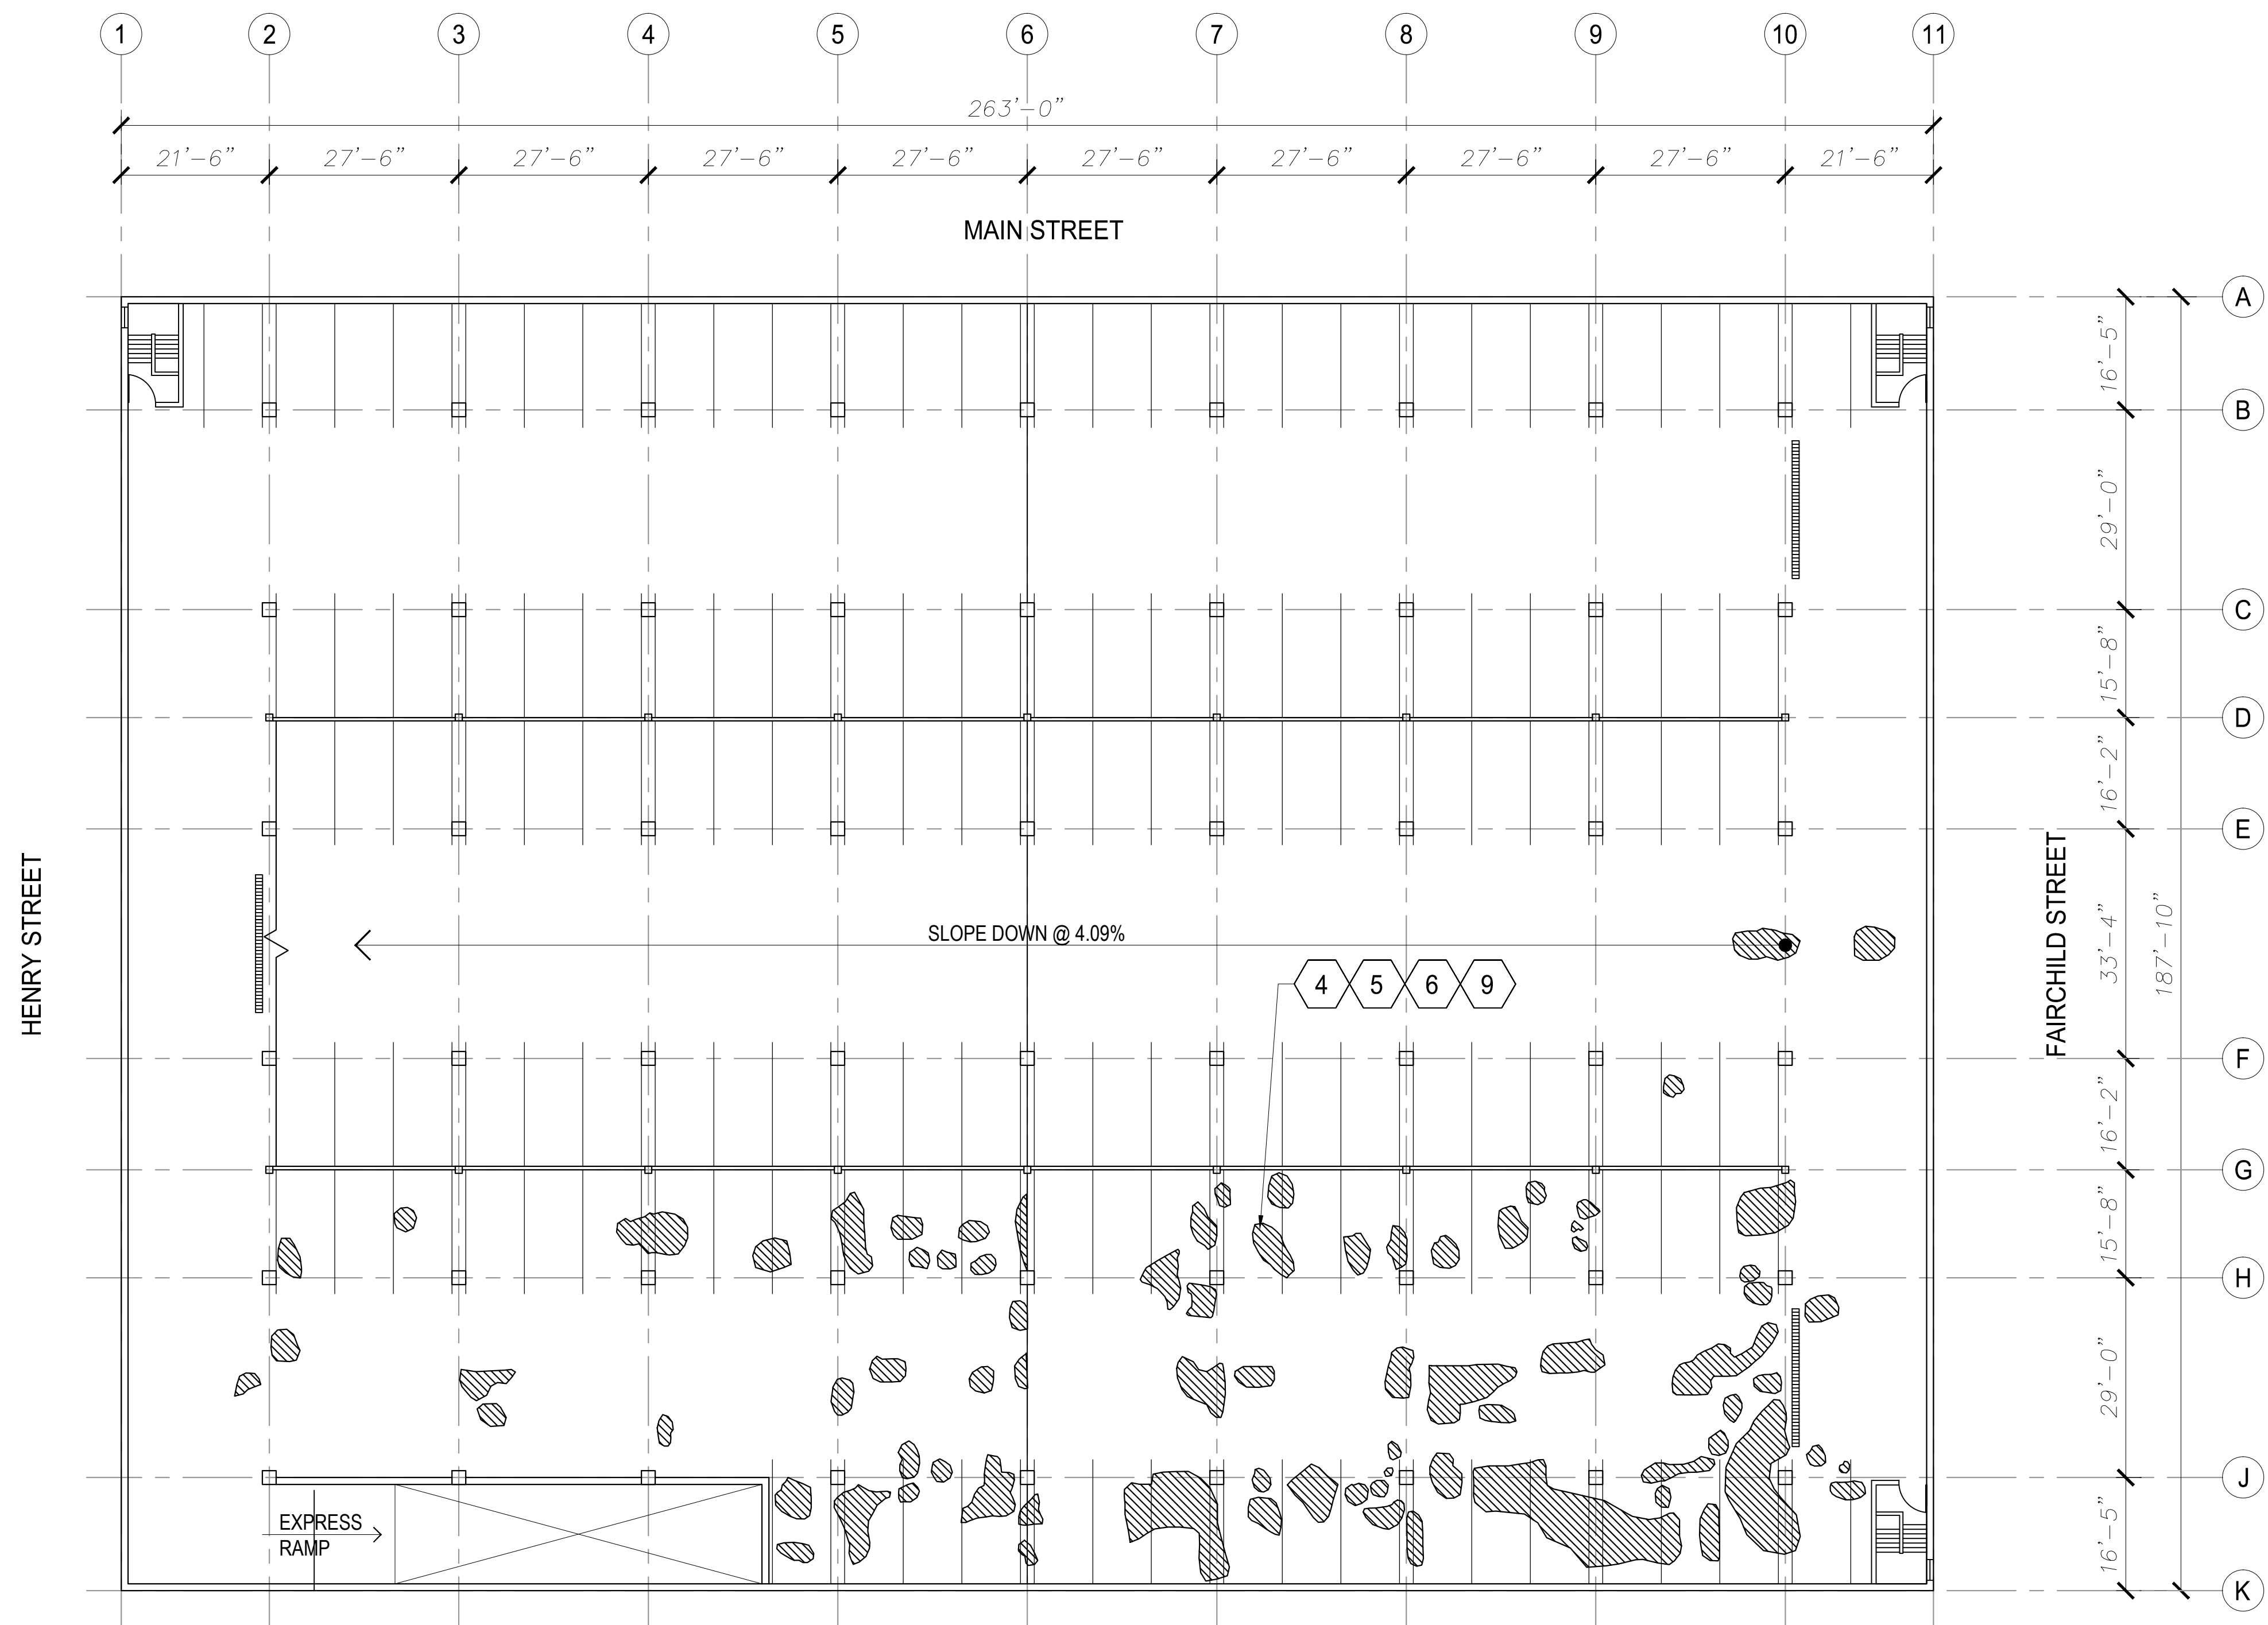 1 2 3 4 5 6 7 8 9 10 11
263'-0"
21'-6" 27'-6" 27'-6" 27'-6" 27'-6" 27'-6" 27'-6" 27'-6" 27'-6" 21'-6"
MAIN STREET
A
16'-5"
B
29'-0"
C
15'-8"
D
16'-2"
E
HENRY STREET
SLOPE DOWN @ 4.09%
4 5 6 9
FAIRCHILD STREET
33'-4"
187'-10"
F
16'-2"
G
15'-8"
H
29'-0"
J
EXPRESS
RAMP
16'-5"
K